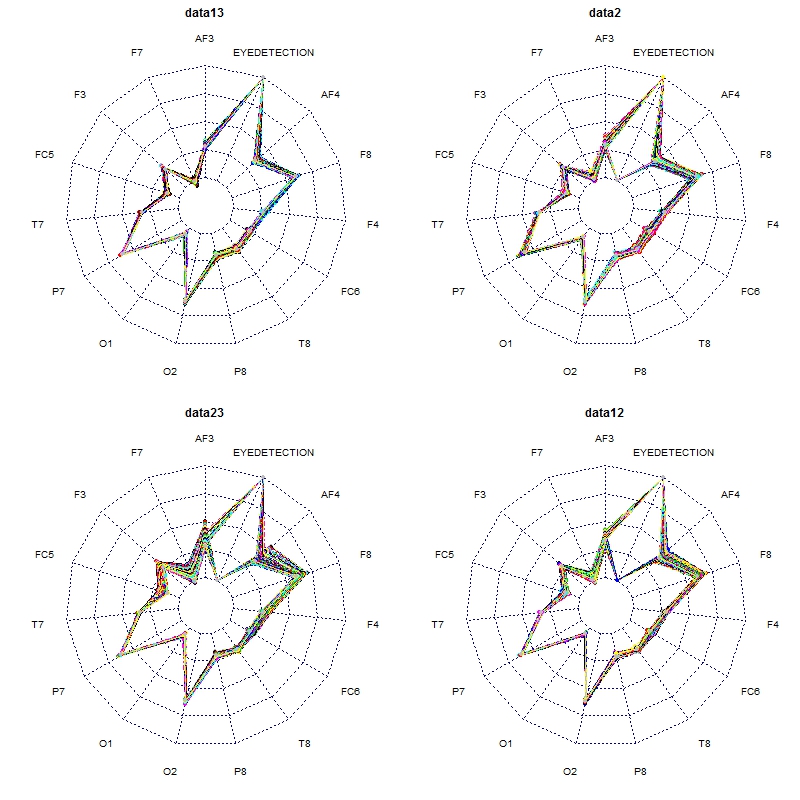 data13
AF3
EYEDETECTION
F7
F3
AF4
FC5
F8
T7
F4
P7
FC6
O1
T8
O2
P8
data2
AF3
EYEDETECTION
F7
F3
AF4
FC5
F8
T7
F4
P7
FC6
O1
T8
O2
P8
data23
AF3
EYEDETECTION
F7
F3
AF4
FC5
F8
T7
F4
P7
FC6
O1
T8
O2
P8
data12
AF3
EYEDETECTION
F7
F3
AF4
FC5
F8
T7
F4
P7
FC6
O1
T8
O2
P8